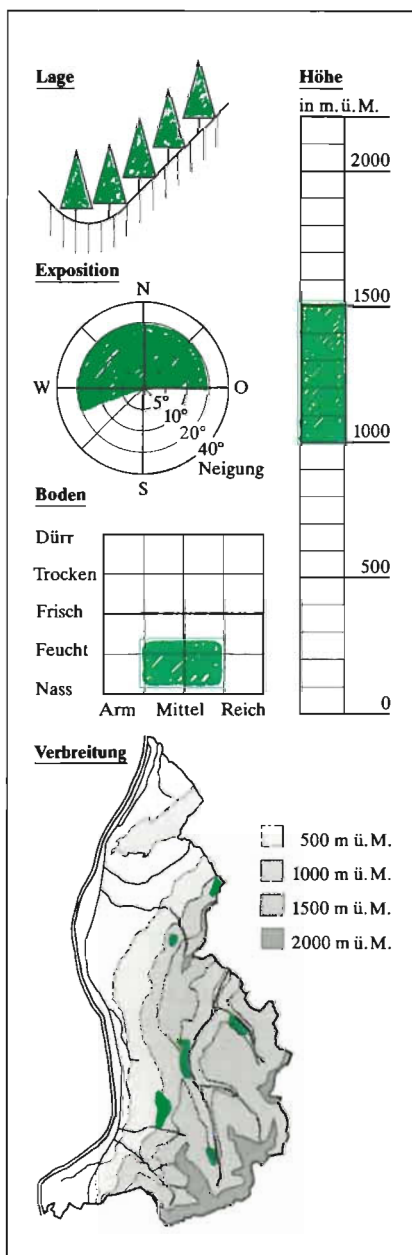 Lage
Höhe
in m. ü. M.
2000
1500
1000
500
0
Exposition
N
W
O
S
5°
10°
20°
40°
Neigung
Boden
Dürr
Trocken
Frisch
Feucht
Nass
Arm Mittel Reich
Verbreitung
500 m ü. M.
1000 m ü. M.
1500 m ü. M.
2000 m ü. M.